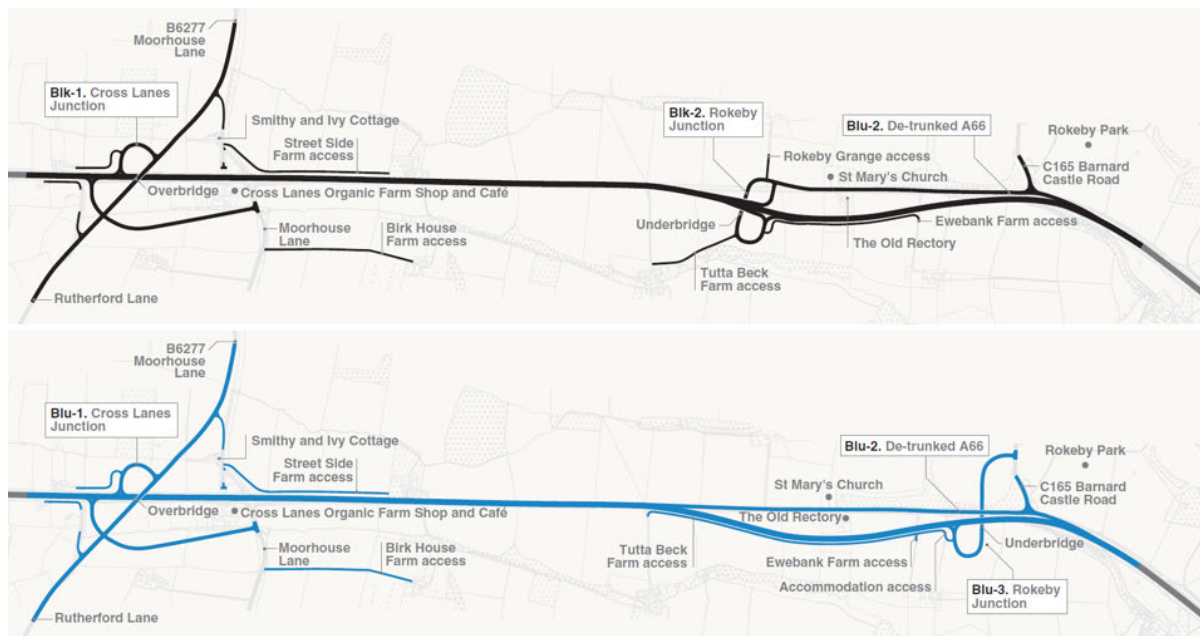 B6277
Moorhouse
Lane
Blk-1. Cross Lanes
Junction
Smithy and Ivy Cottage
Street Side
Farm access
Overbridge
Cross Lanes Organic Farm Shop and Café
Moorhouse
Lane
Birk House
Farm access
Rutherford Lane
Blk-2. Rokeby
Junction
Blu-2. De-trunked A66
Rokeby Park
Rokeby Grange access
St Mary's Church
C165 Barnard
Castle Road
Underbridge
Ewebank Farm access
The Old Rectory
Tutta Beck
Farm access
B6277
Moorhouse
Lane
Blu-1. Cross Lanes
Junction
Smithy and Ivy Cottage
Street Side
Farm access
Overbridge
Cross Lanes Organic Farm Shop and Café
Moorhouse
Lane
Birk House
Farm access
Rutherford Lane
Blu-2. De-trunked A66
Rokeby Park
St Mary's Church
C165 Barnard
Castle Road
The Old Rectory
Tutta Beck
Farm access
Underbridge
Ewebank Farm access
Accommodation access
Blu-3. Rokeby
Junction